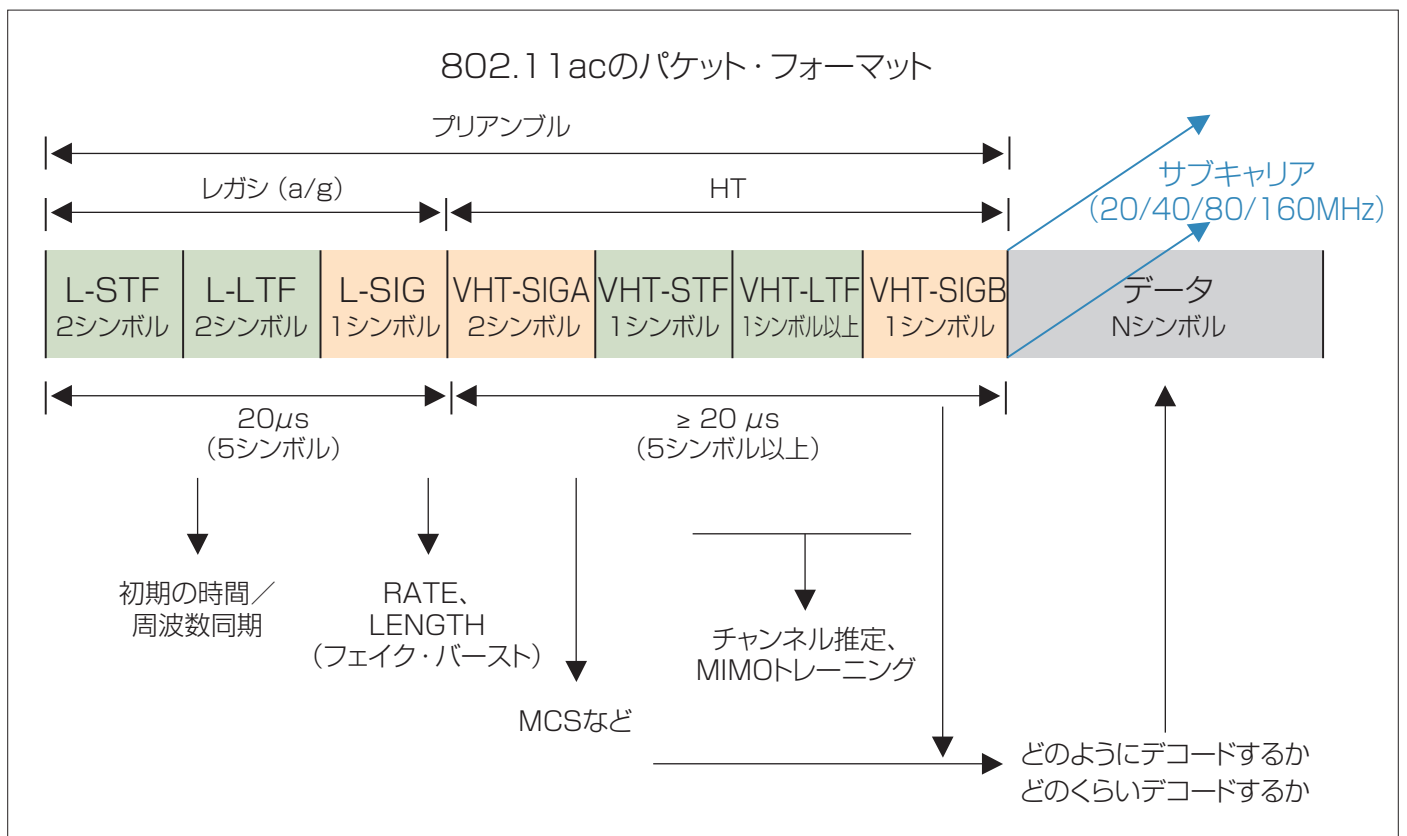 802.11acのパケット・フォーマット
プリアンブル
レガシ (a/g)
HT
サブキャリア
(20/40/80/160MHz)
L-STF
2シンボル
L-LTF
2シンボル
L-SIG
1シンボル
VHT-SIGA
2シンボル
VHT-STF
1シンボル
VHT-LTF
1シンボル以上
VHT-SIGB
1シンボル
データ
Nシンボル
20μs
(5シンボル)
≥ 20 μs
(5シンボル以上)
初期の時間/
周波数同期
RATE、
LENGTH
(フェイク・バースト)
チャンネル推定、
MIMOトレーニング
MCSなど
どのようにデコードするか
どのくらいデコードするか